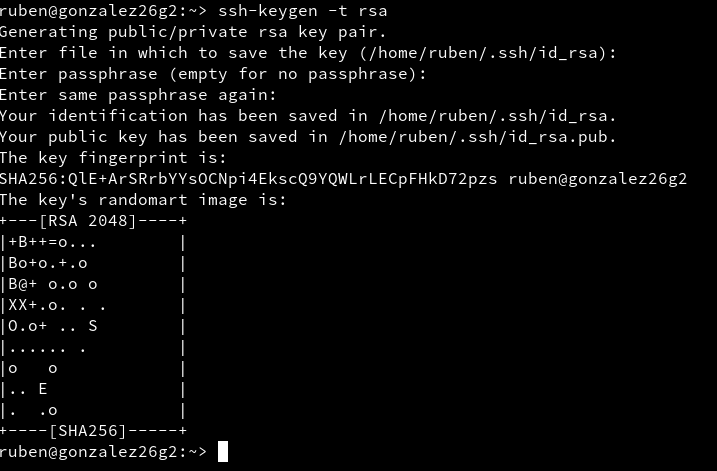 ruben@gonzalez26g2:~> ssh-keygen -t rsa
Generating public/private rsa key pair.
Enter file in which to save the key (/home/ruben/.ssh/id_rsa):
Enter passphrase (empty for no passphrase):
Enter same passphrase again:
Your identification has been saved in /home/ruben/.ssh/id_rsa.
Your public key has been saved in /home/ruben/.ssh/id_rsa.pub.
The key fingerprint is:
SHA256:QlE+ArSRrbYYsOCNpi4EkscQ9YQWLrLECpFHkD72pzs ruben@gonzalez26g2
The key's randomart image is:
+---[RSA 2048]----+
|+B++=o...        |
|Bo+o.+.o         |
|B@+ o.o o        |
|XX+.o. . .       |
|O.o+ .. S        |
|...... .         |
|o   o            |
|.. E             |
|.  .o            |
+----[SHA256]-----+
ruben@gonzalez26g2:~>